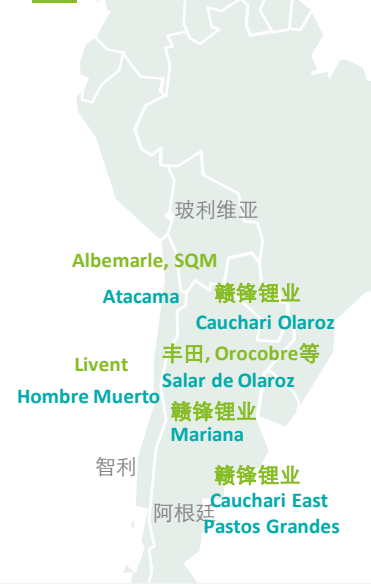 玻利维亚
Albemarle, SQM
Atacama
赣锋锂业
Cauchari Olaroz
丰田, Orocobre等
Salar de Olaroz
Livent
Hombre Muerto
赣锋锂业
Mariana
智利
赣锋锂业
Cauchari East
阿根廷
Pastos Grandes